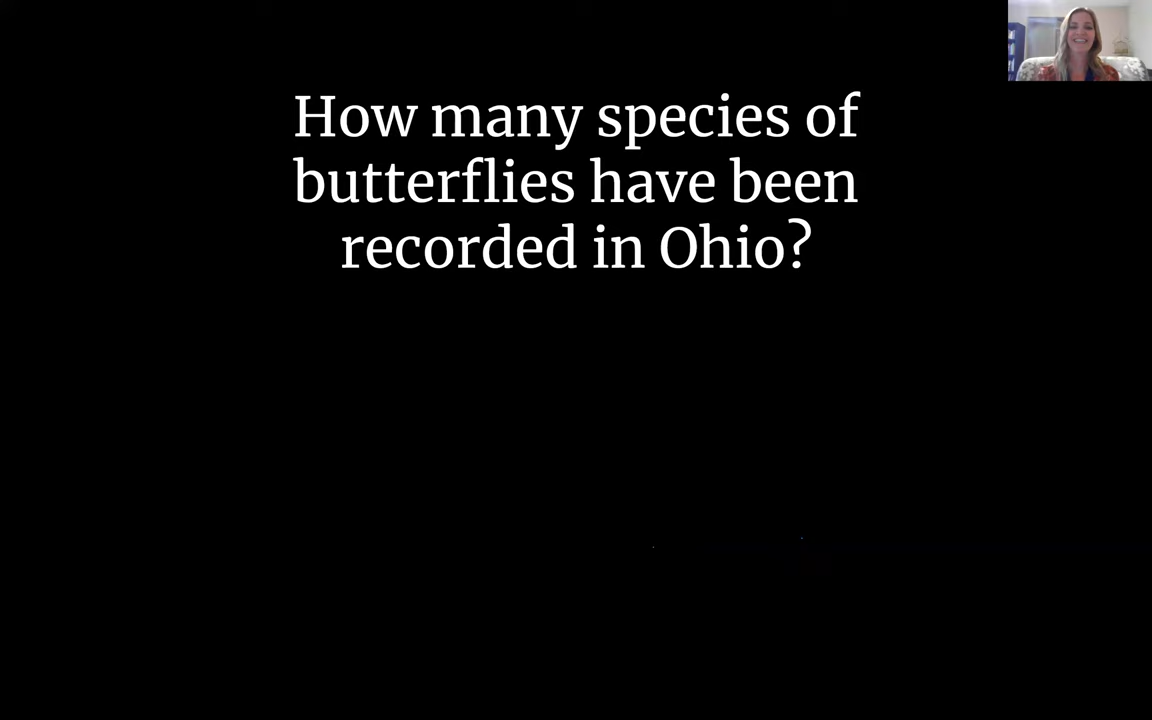 How many species of
butterflies have been
recorded in Ohio?